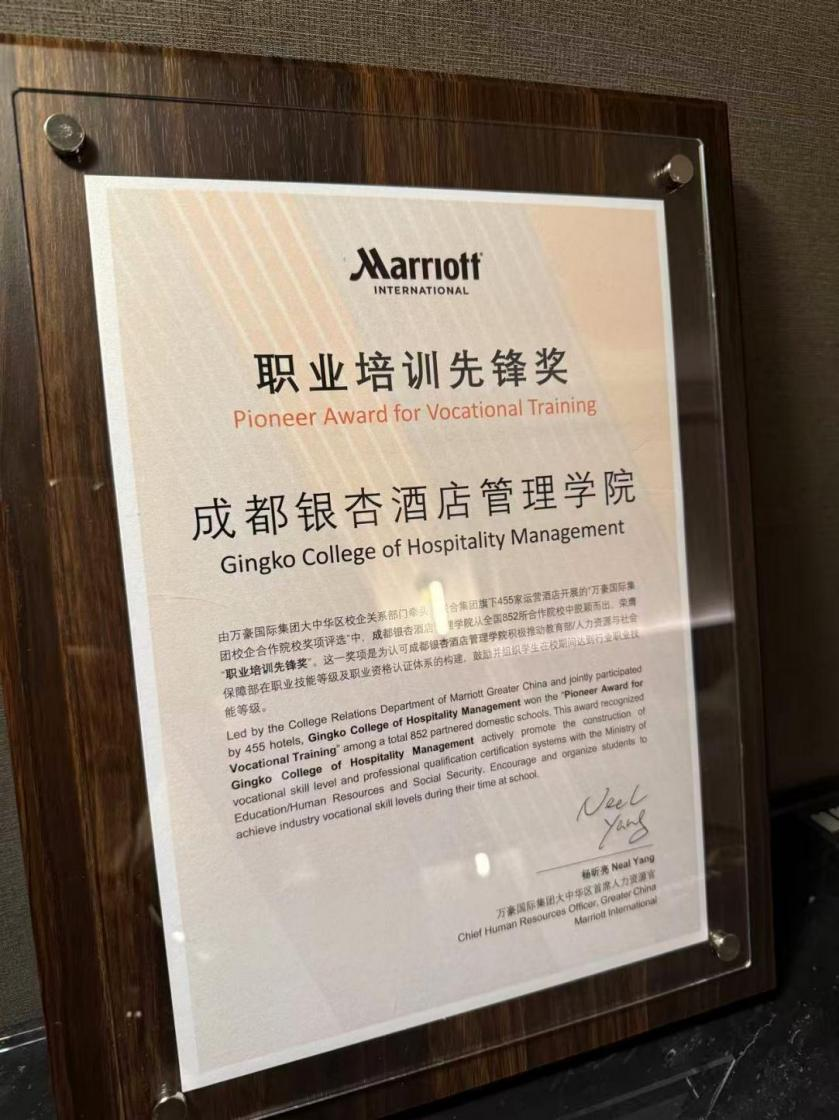 Marriott
INTERNATIONAL
职业培训先锋奖
Pioneer Award for Vocational Training
成都银杏酒店管理学院
Gingko College of Hospitality Management
由万豪国际集团大中华区校企关系部门牵头 合集团旗下455家运营酒店开展的“万豪国际集
团校企合作院校奖项评选”中，成都银杏酒店 理学院从全国852所合作院校中脱颖而出，荣膺
“职业培训先锋奖”。这一奖项是为认可成都银杏酒店管理学院积极推动教育部/人力资源与社会
保障部在职业技能等级及职业资格认证体系的构建，鼓励并组织学生在校期间达到行业职业技
能等级。
Led by the College Relations Department of Marriott Greater China and jointly participated
by 455 hotels, Gingko College of Hospitality Management won the “Pioneer Award for
Vocational Training” among a total 852 partnered domestic schools. This award recognized
Gingko College of Hospitality Management actively promote the construction of
vocational skill level and professional qualification certification systems with the Ministry of
Education/Human Resources and Social Security. Encourage and organize students to
achieve industry vocational skill levels during their time at school.
Neal
Yang
杨昕亮 Neal Yang
万豪国际集团大中华区首席人力资源官
Chief Human Resources Officer, Greater China
Marriott International